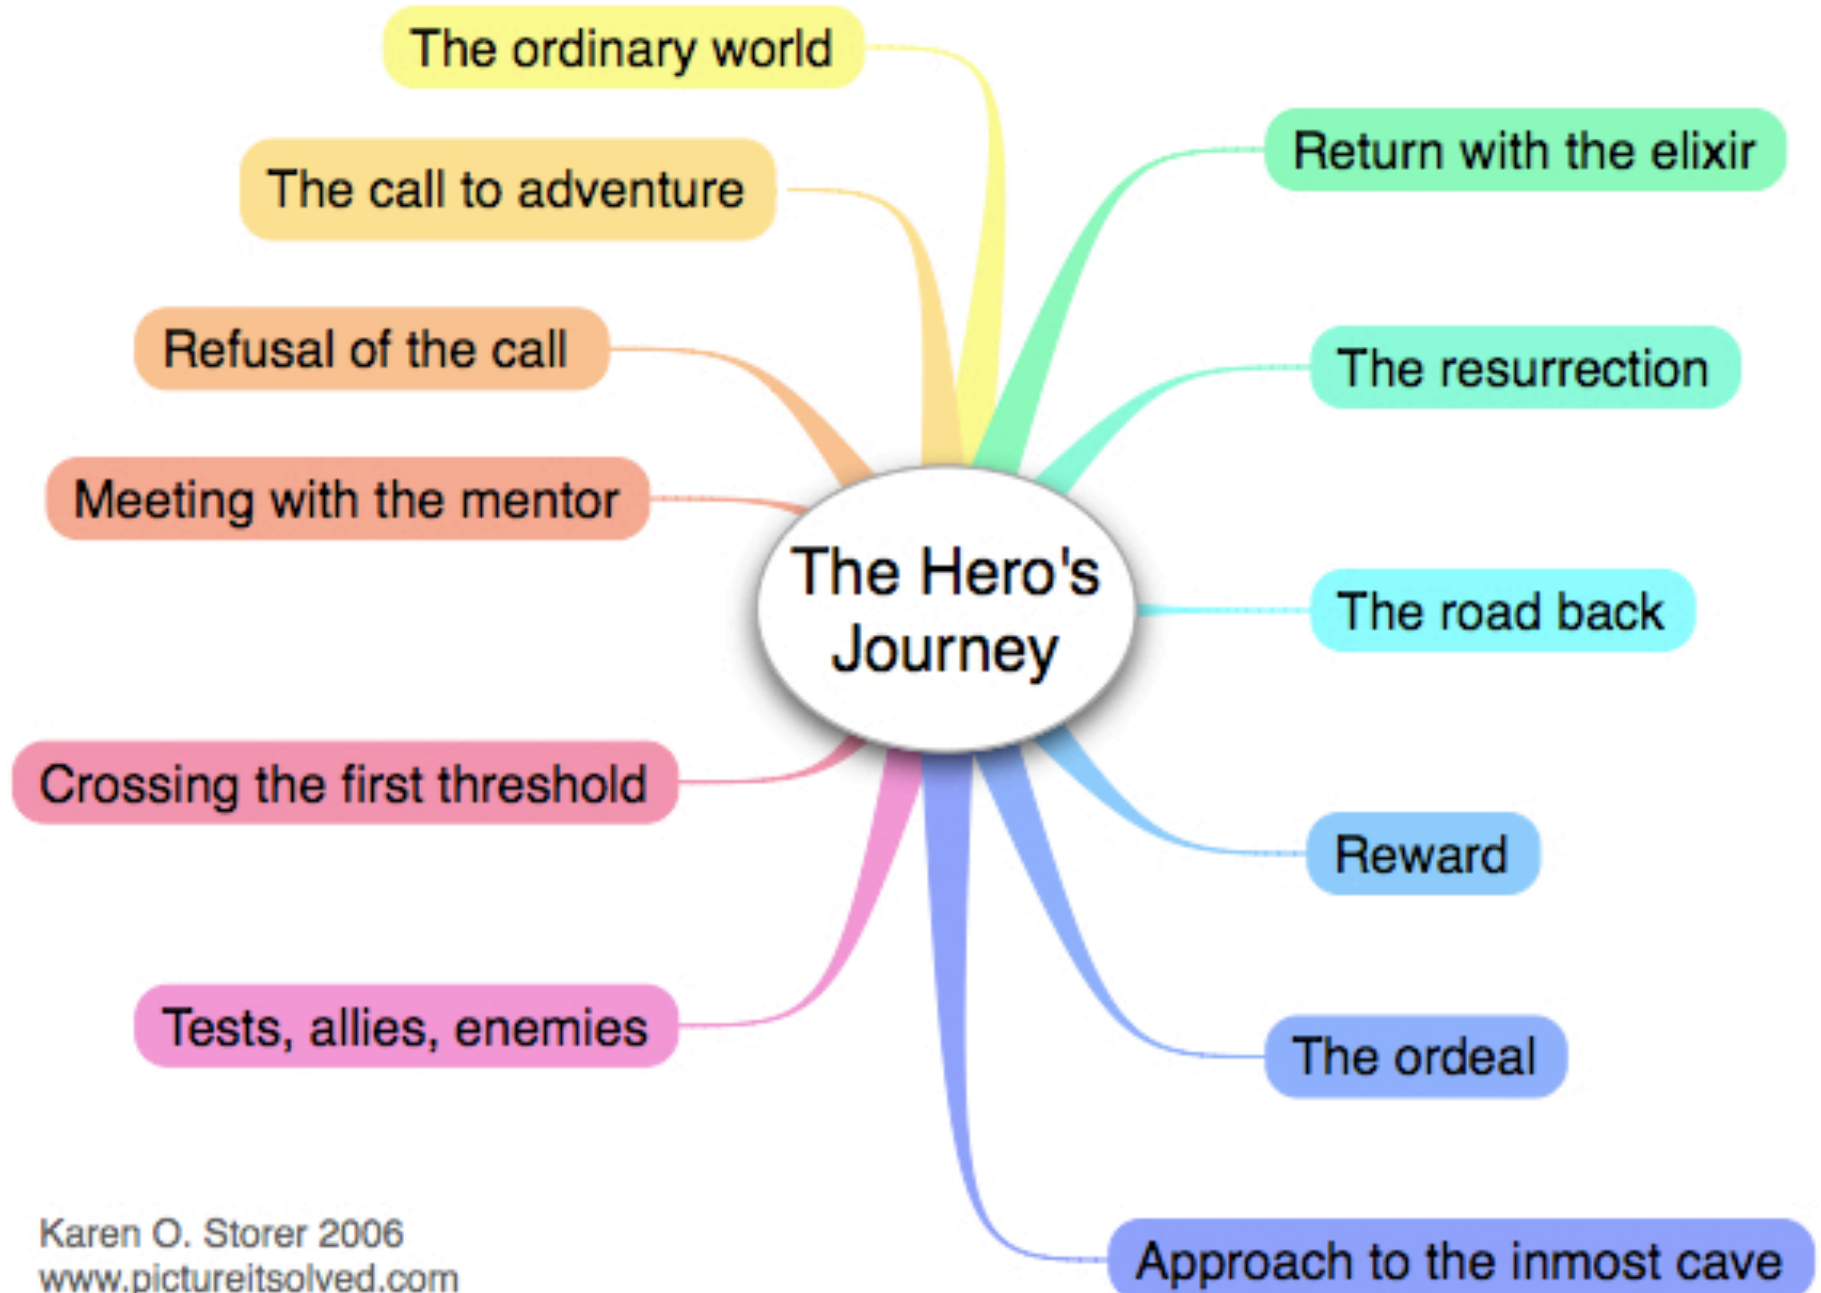 The ordinary world
The call to adventure
Refusal of the call
Meeting with the mentor
Crossing the first threshold
Tests, allies, enemies
The Hero's
Journey
Return with the elixir
The resurrection
The road back
Reward
The ordeal
Approach to the inmost cave
Karen O. Storer 2006
www.pictureitsolved.com